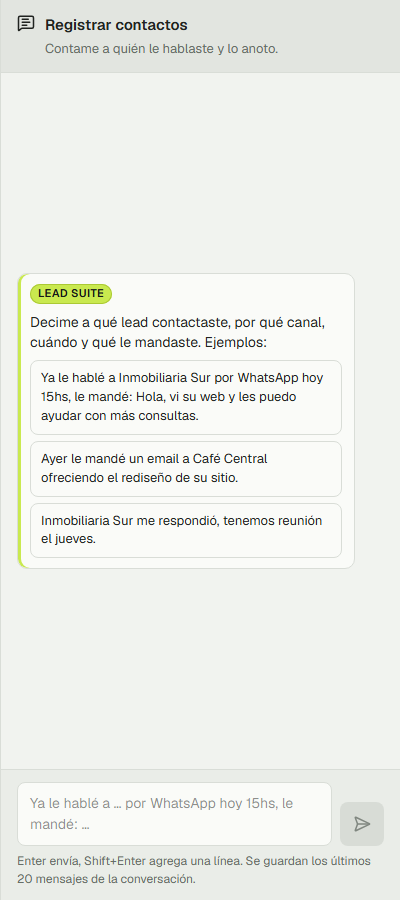 Registrar contactos
Contame a quién le hablaste y lo anoto.
LEAD SUITE
Decime a qué lead contactaste, por qué canal,
cuándo y qué le mandaste. Ejemplos:
Ya le hablé a Inmobiliaria Sur por WhatsApp hoy
15hs, le mandé: Hola, vi su web y les puedo
ayudar con más consultas.
Ayer le mandé un email a Café Central
ofreciendo el rediseño de su sitio.
Inmobiliaria Sur me respondió, tenemos reunión
el jueves.
Ya le hablé a … por WhatsApp hoy 15hs, le
mandé: …
Enter envía, Shift+Enter agrega una línea. Se guardan los últimos
20 mensajes de la conversación.